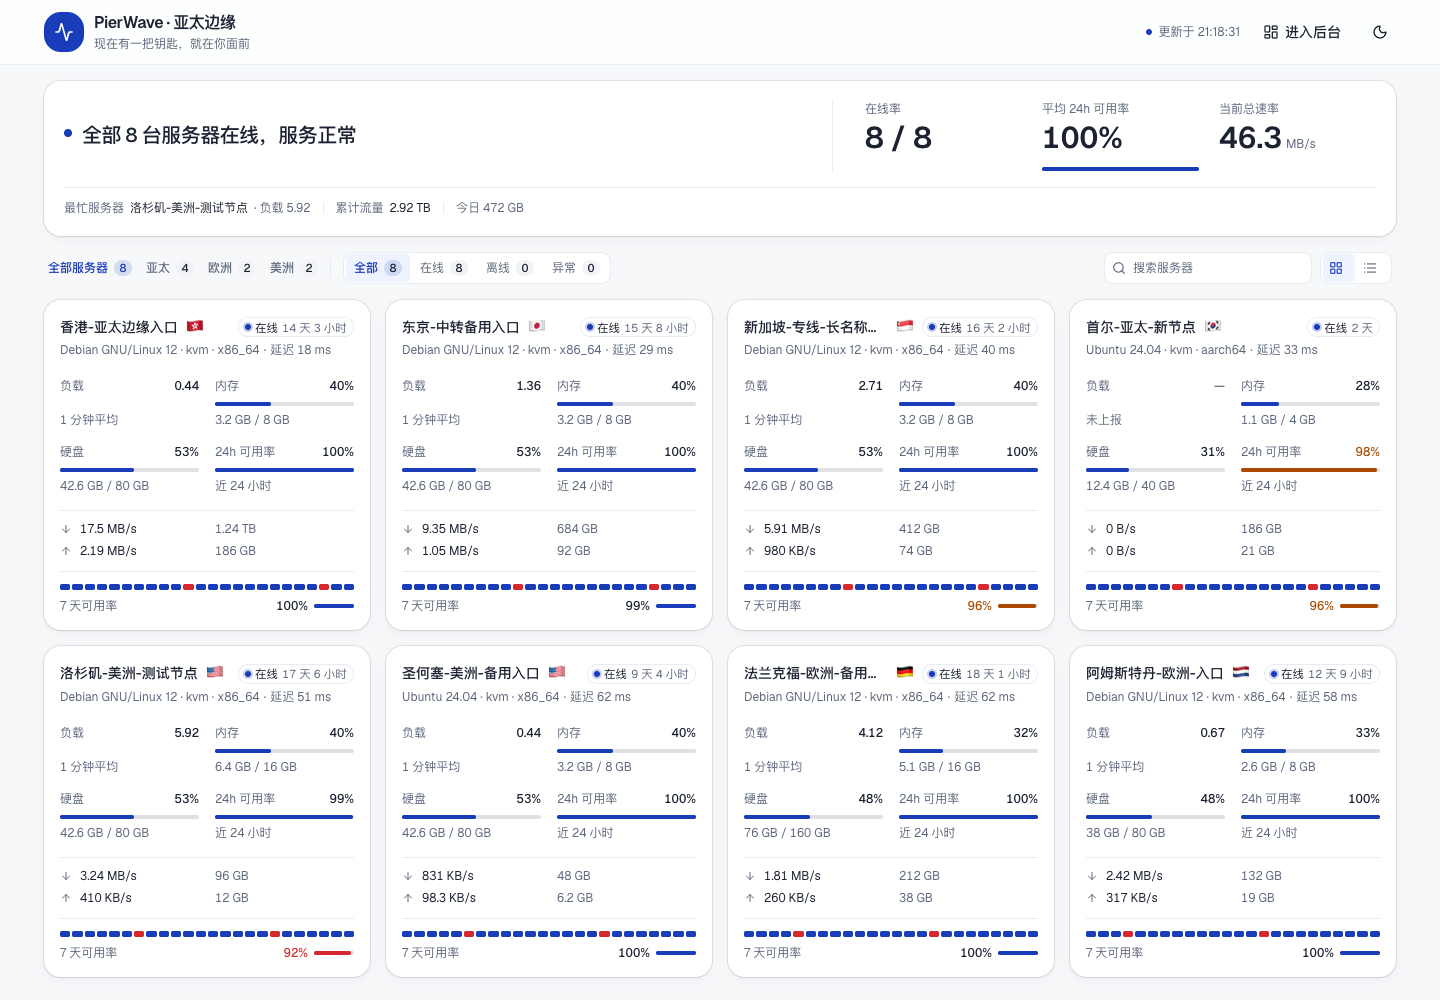 PierWave · 亚太边缘
现在有一把钥匙，就在你面前
更新于 21:18:31
进入后台
全部 8 台服务器在线，服务正常
在线率
8 / 8
平均 24h 可用率
100%
当前总速率
46.3 MB/s
最忙服务器 洛杉矶-美洲-测试节点 · 负载 5.92
累计流量 2.92 TB
今日 472 GB
全部服务器 8
亚太 4
欧洲 2
美洲 2
全部 8
在线 8
离线 0
异常 0
搜索服务器
香港-亚太边缘入口
在线 14 天 3 小时
Debian GNU/Linux 12 · kvm · x86_64 · 延迟 18 ms
负载 0.44
内存 40%
1 分钟平均
3.2 GB / 8 GB
硬盘 53%
24h 可用率 100%
42.6 GB / 80 GB
近 24 小时
17.5 MB/s
1.24 TB
2.19 MB/s
186 GB
7 天可用率 100%
东京-中转备用入口
在线 15 天 8 小时
Debian GNU/Linux 12 · kvm · x86_64 · 延迟 29 ms
负载 1.36
内存 40%
1 分钟平均
3.2 GB / 8 GB
硬盘 53%
24h 可用率 100%
42.6 GB / 80 GB
近 24 小时
9.35 MB/s
684 GB
1.05 MB/s
92 GB
7 天可用率 99%
新加坡-专线-长名称...
在线 16 天 2 小时
Debian GNU/Linux 12 · kvm · x86_64 · 延迟 40 ms
负载 2.71
内存 40%
1 分钟平均
3.2 GB / 8 GB
硬盘 53%
24h 可用率 100%
42.6 GB / 80 GB
近 24 小时
5.91 MB/s
412 GB
980 KB/s
74 GB
7 天可用率 96%
首尔-亚太-新节点
在线 2 天
Ubuntu 24.04 · kvm · aarch64 · 延迟 33 ms
负载 —
内存 28%
未上报
1.1 GB / 4 GB
硬盘 31%
24h 可用率 98%
12.4 GB / 40 GB
近 24 小时
0 B/s
186 GB
0 B/s
21 GB
7 天可用率 96%
洛杉矶-美洲-测试节点
在线 17 天 6 小时
Debian GNU/Linux 12 · kvm · x86_64 · 延迟 51 ms
负载 5.92
内存 40%
1 分钟平均
6.4 GB / 16 GB
硬盘 53%
24h 可用率 99%
42.6 GB / 80 GB
近 24 小时
3.24 MB/s
96 GB
410 KB/s
12 GB
7 天可用率 92%
圣何塞-美洲-备用入口
在线 9 天 4 小时
Ubuntu 24.04 · kvm · x86_64 · 延迟 62 ms
负载 0.44
内存 40%
1 分钟平均
3.2 GB / 8 GB
硬盘 53%
24h 可用率 100%
42.6 GB / 80 GB
近 24 小时
831 KB/s
48 GB
98.3 KB/s
6.2 GB
7 天可用率 100%
法兰克福-欧洲-备用...
在线 18 天 1 小时
Debian GNU/Linux 12 · kvm · x86_64 · 延迟 62 ms
负载 4.12
内存 32%
1 分钟平均
5.1 GB / 16 GB
硬盘 48%
24h 可用率 100%
76 GB / 160 GB
近 24 小时
1.81 MB/s
212 GB
260 KB/s
38 GB
7 天可用率 100%
阿姆斯特丹-欧洲-入口
在线 12 天 9 小时
Debian GNU/Linux 12 · kvm · x86_64 · 延迟 58 ms
负载 0.67
内存 33%
1 分钟平均
2.6 GB / 8 GB
硬盘 48%
24h 可用率 100%
38 GB / 80 GB
近 24 小时
2.42 MB/s
132 GB
317 KB/s
19 GB
7 天可用率 100%